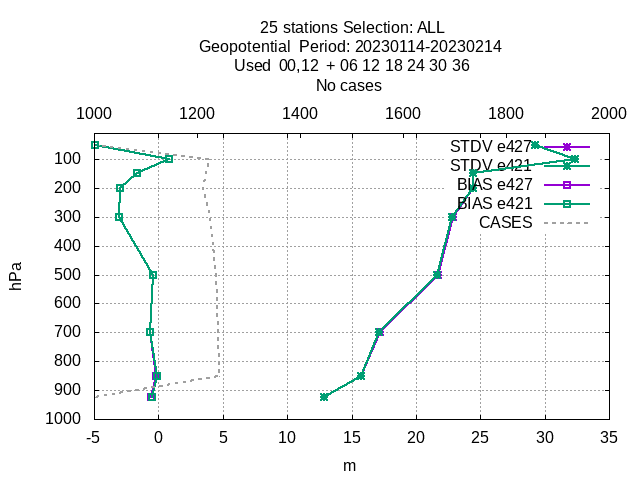 25 stations Selection: ALL
Geopotential  Period: 20230114-20230214
Used  00,12  + 06 12 18 24 30 36
No cases
1000 1200 1400 1600 1800 2000
STDV e427
STDV e421
BIAS e427
BIAS e421
CASES
100
200
300
400
500
600
700
800
900
1000
hPa
-5 0 5 10 15 20 25 30 35
m